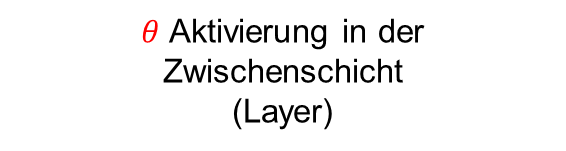 θ Aktivierung in der
Zwischenschicht
(Layer)